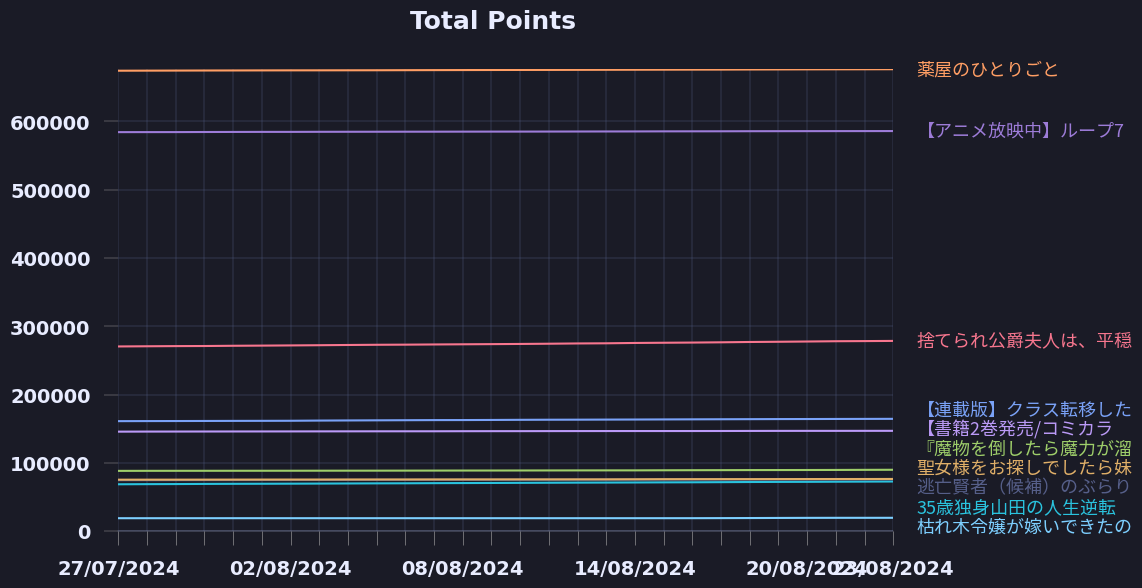 Total Points
薬屋のひとりごと
600000
【アニメ放映中】ループ7
500000
400000
300000
捨てられ公爵夫人は、平穏
200000
【連載版】クラス転移した
【書籍2巻発売/コミカラ
100000
『魔物を倒したら魔力が溜
聖女様をお探しでしたら妹
逃亡賢者（候補）のぶらり
35歳独身山田の人生逆転
枯れ木令嬢が嫁いできたの
0
27/07/2024 02/08/2024 08/08/2024 14/08/2024 20/08/2024 23/08/2024